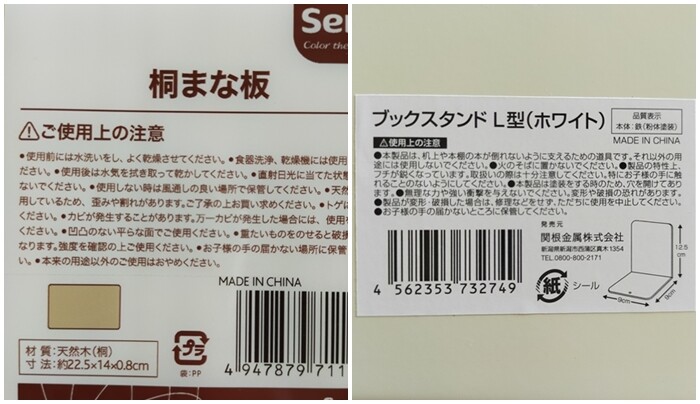 Ser
Color the
桐まな板
ご使用上の注意
●使用前には水洗いをし、よく乾燥させてください。●食器洗浄、乾燥機には使用
ください。●使用後は水気を拭き取って乾かしてください。●直射日光に当てた状態
ないでください。●使用しない時は風通しの良い場所で保管してください。●天然
用しているため、歪みや割れがあります。ご了承の上お買い求めください。●トゲに
ください。●カビが発生することがあります。万一カビが発生した場合には、使用を
●凹凸のない平らな面でご使用ください。●重たいものをのせると破損
なります。強度を確認の上ご使用ください。●お子様の手の届かない場所に保管
い。●本来の用途以外のご使用はおやめください。
MADE IN CHINA
材質:天然木(桐)
寸法:約22.5×14×0.8cm
プラ
袋:PP
4 947879 711
ブックスタンド L型(ホワイト)
品質表示
本体:鉄(粉体塗装)
MADE IN CHINA
使用上の注意
●本製品は、机上や本棚の本が倒れないように支えるための道具です。それ以外の用
途には使用しないでください。●火のそばに置かないでください。●製品の特性上、
フチが鋭くなっています。取扱いの際は十分注意してください。特にお子様の手に触
れることのないようにしてください。●本製品は塗装をする時のため、穴を開けてあり
ます。●無理な力や強い衝撃を与えないでください。変形や破損の恐れがあります。
●製品が変形・破損した場合は、修理などをせず、ただちに使用を中止してください。
●お子様の手の届かないところに保管してください。
発売元
関根金属株式会社
新潟県新潟市西蒲区真木1354
TEL.0800-800-2171
紙 シール
12.5
cm
9cm
9cm
4 562353 732749